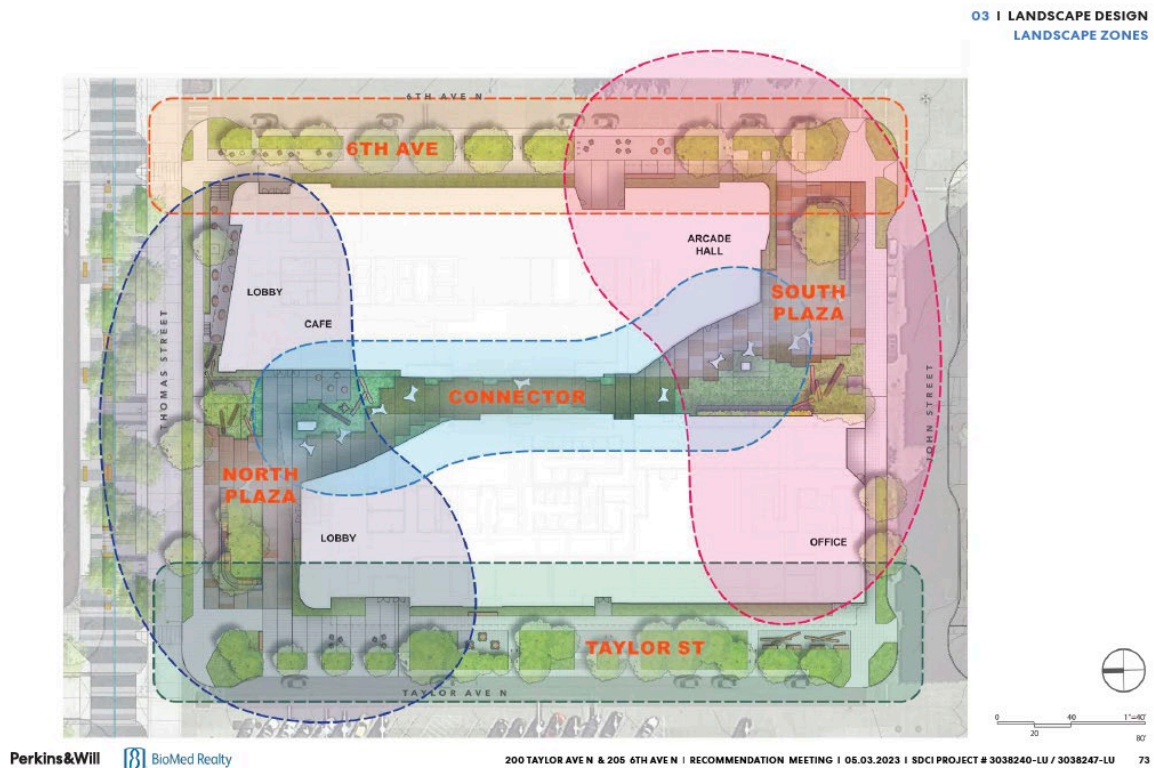 03 | LANDSCAPE DESIGN
LANDSCAPE ZONES
6TH AVE N
6TH AVE
ARCADE
HALL
LOBBY
SOUTH
PLAZA
CAFE
THOMAS STREET
CONNECTOR
JOHN STREET
NORTH
PLAZA
LOBBY
OFFICE
TAYLOR ST
TAYLOR AVE N
0 40 1"=40'
20 80'
Perkins&Will
BioMed Realty
200 TAYLOR AVE N & 205 6TH AVE N | RECOMMENDATION MEETING | 05.03.2023 | SDCI PROJECT # 3038240-LU / 3038247-LU 73